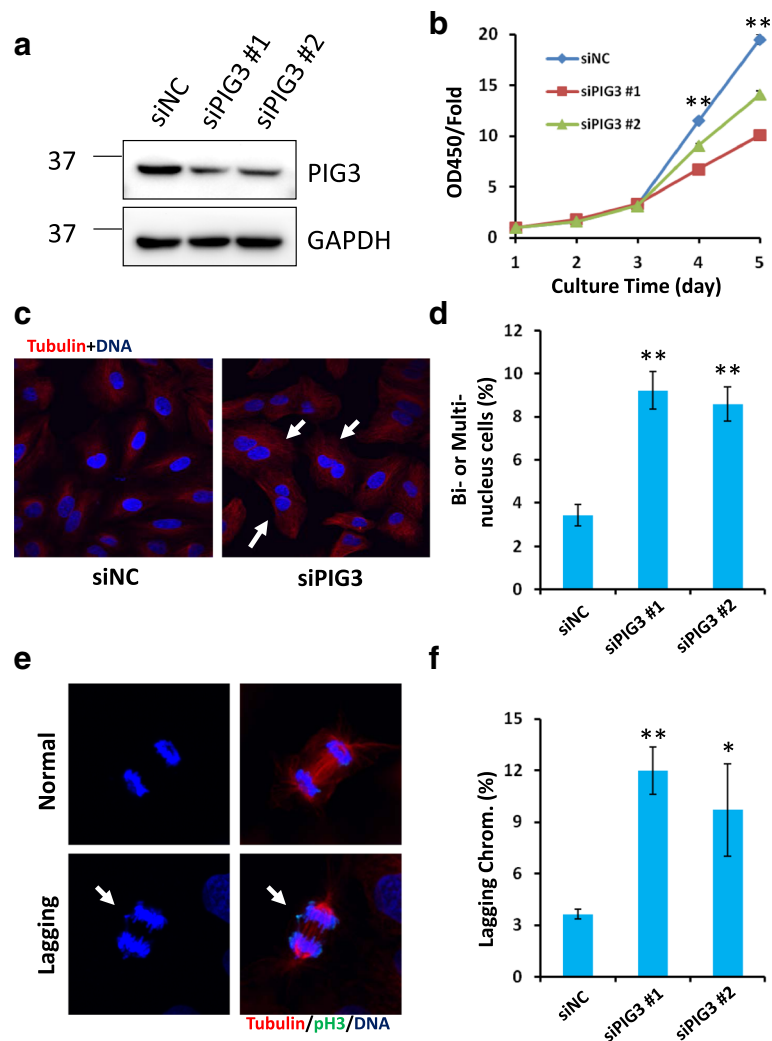 a
siNC
siPIG3 #1
siPIG3 #2
37
PIG3
37
GAPDH
b
**
**
20
15
10
5
0
OD450/Fold
siNC
siPIG3 #1
siPIG3 #2
1 2 3 4 5
Culture Time (day)
c
Tubulin+DNA
siNC
siPIG3
d
12
10
8
6
4
2
0
Bi- or Multi-
nucleus cells (%)
**
**
siNC
siPIG3 #1
siPIG3 #2
e
Normal
Lagging
Tubulin/pH3/DNA
f
15
12
9
6
3
0
Lagging Chrom. (%)
**
*
siNC
siPIG3 #1
siPIG3 #2